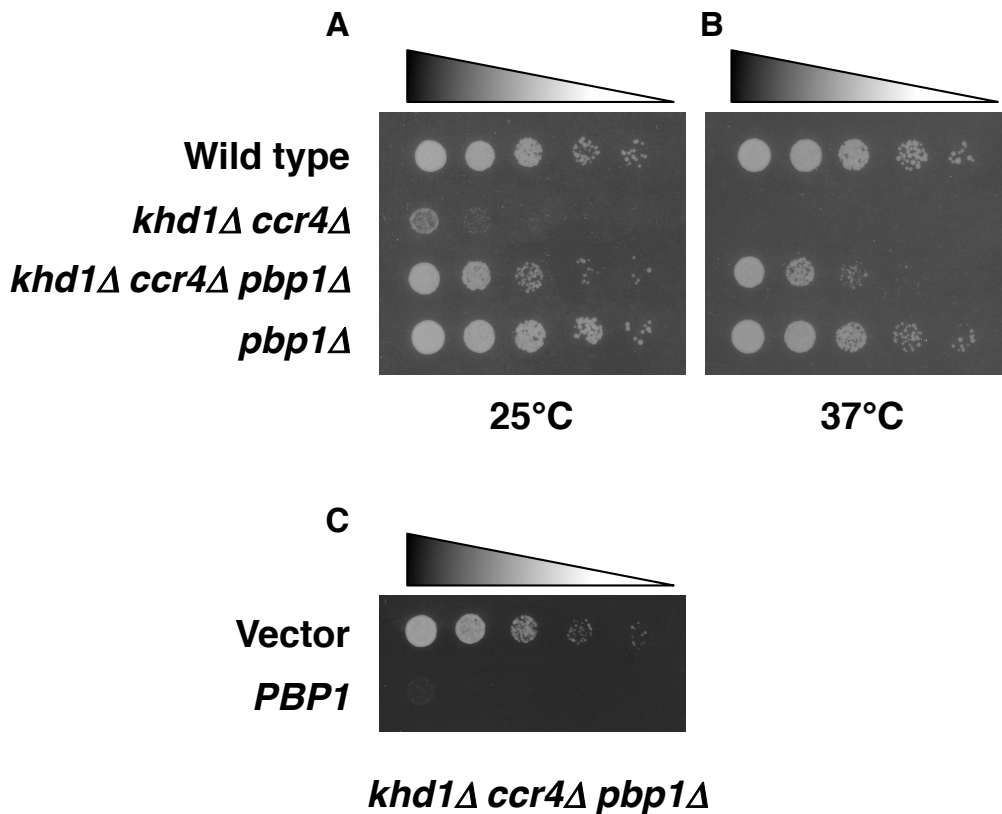 A
B
Wild type
khd1Δ ccr4Δ
khd1Δ ccr4Δ pbp1Δ
pbp1Δ
25°C
37°C
C
Vector
PBP1
khd1Δ ccr4Δ pbp1Δ